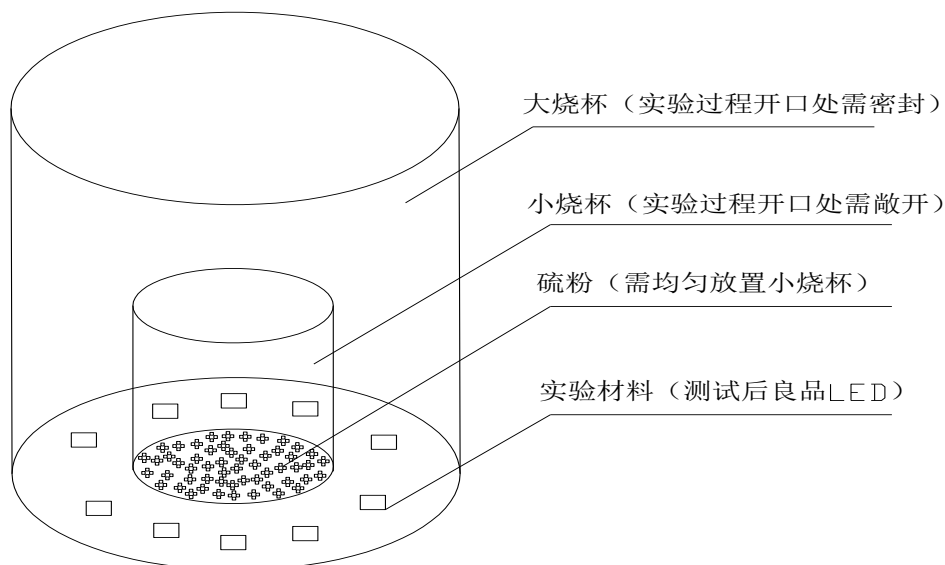 大烧杯（实验过程开口处需密封）
小烧杯（实验过程开口处需敞开）
硫粉（需均匀放置小烧杯）
实验材料（测试后良品LED）